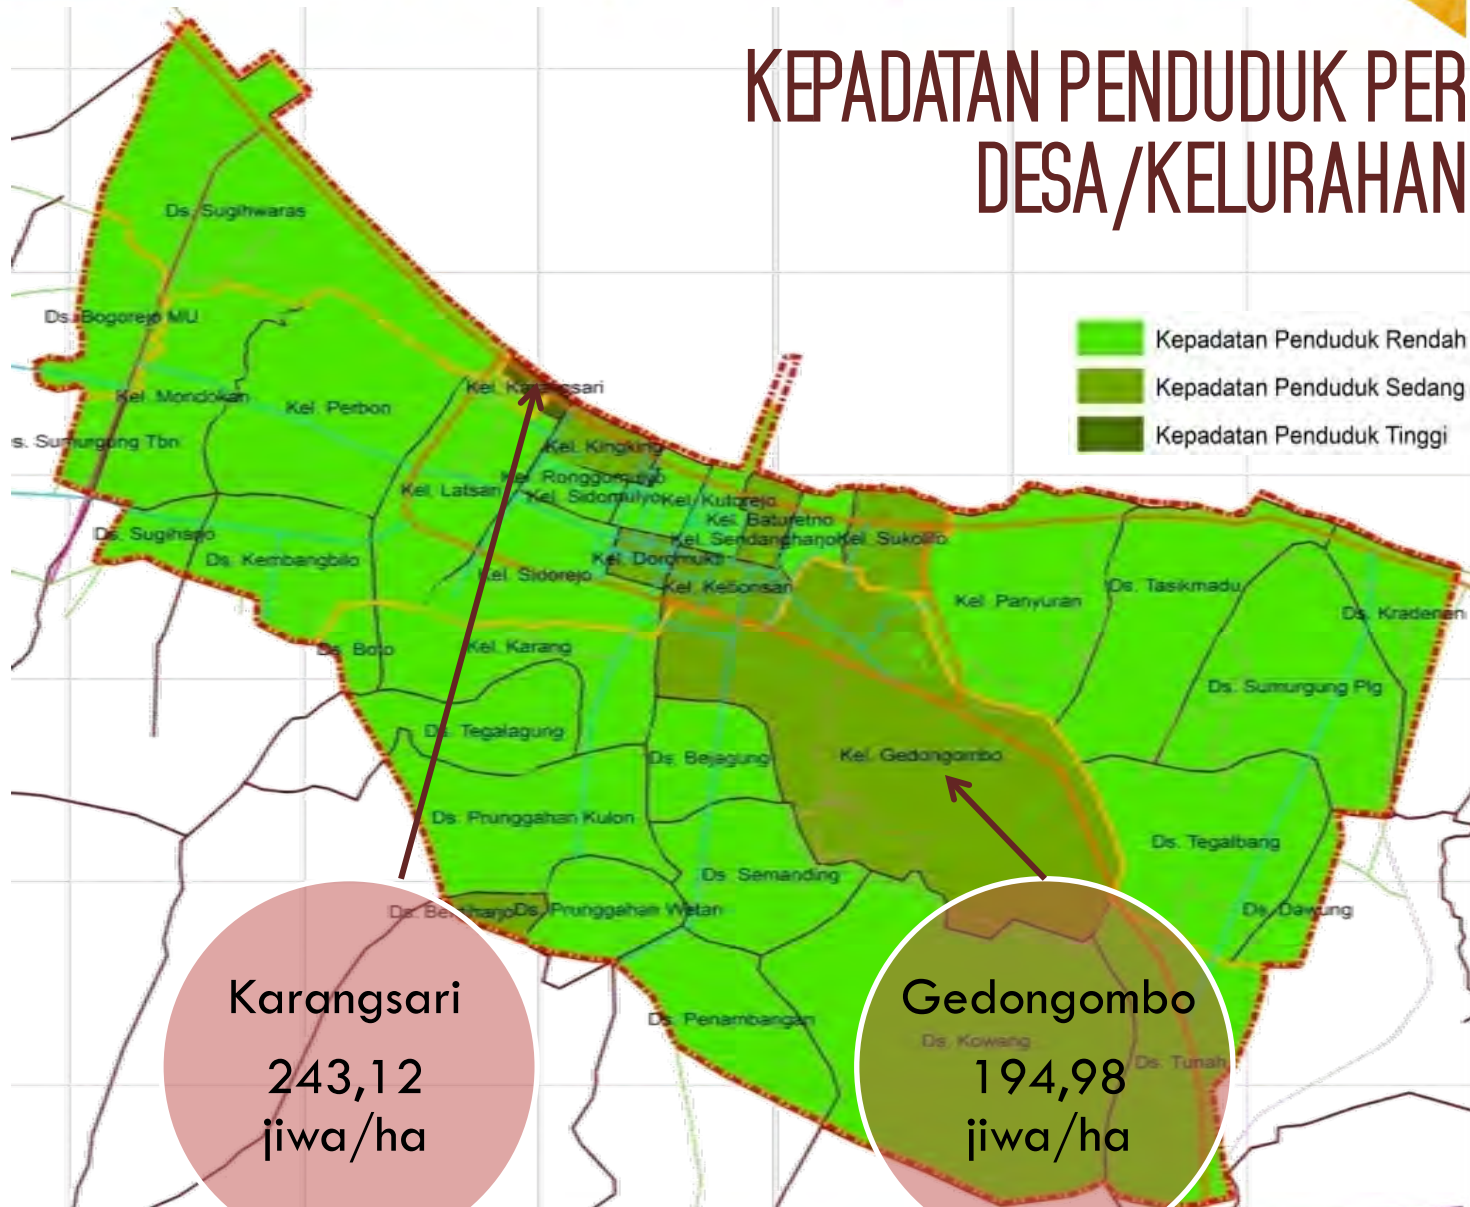 KEPADATAN PENDUDUK PER
DESA/KELURAHAN
Ds. Sugihwaras
Ds. Bogorejo MU
Kepadatan Penduduk Rendah
Kepadatan Penduduk Sedang
Kepadatan Penduduk Tinggi
Kel. Karangsari
Kel. Mondokan
Kel. Perbon
s. Sumurgung Tbn
Kel. Kingking
Kel. Ronggomulyo
Kel. Latsari
Kel. Sidomulyo
Kel. Kutorejo
Kel. Baturetno
Ds. Sugiharjo
Kel. Sendangharjo
Kel. Sukolilo
Ds. Kembangbilo
Kel. Doromukti
Kel. Sidorejo
Kel. Kebonsari
Kel. Panyuran
Ds. Tasikmadu
Ds. Kradenan
Ds. Boto
Kel. Karang
Ds. Sumurgung Plg
Ds. Tegalagung
Ds. Bejagung
Kel. Gedongombo
Ds. Prunggahan Kulon
Ds. Tegalbang
Ds. Semanding
Ds. Prunggahan Wetan
Ds. Dawung
Karangsari
243,12
jiwa/ha
Gedongombo
194,98
jiwa/ha
Ds. Penambangan
Ds. Kowang
Ds. Tunah